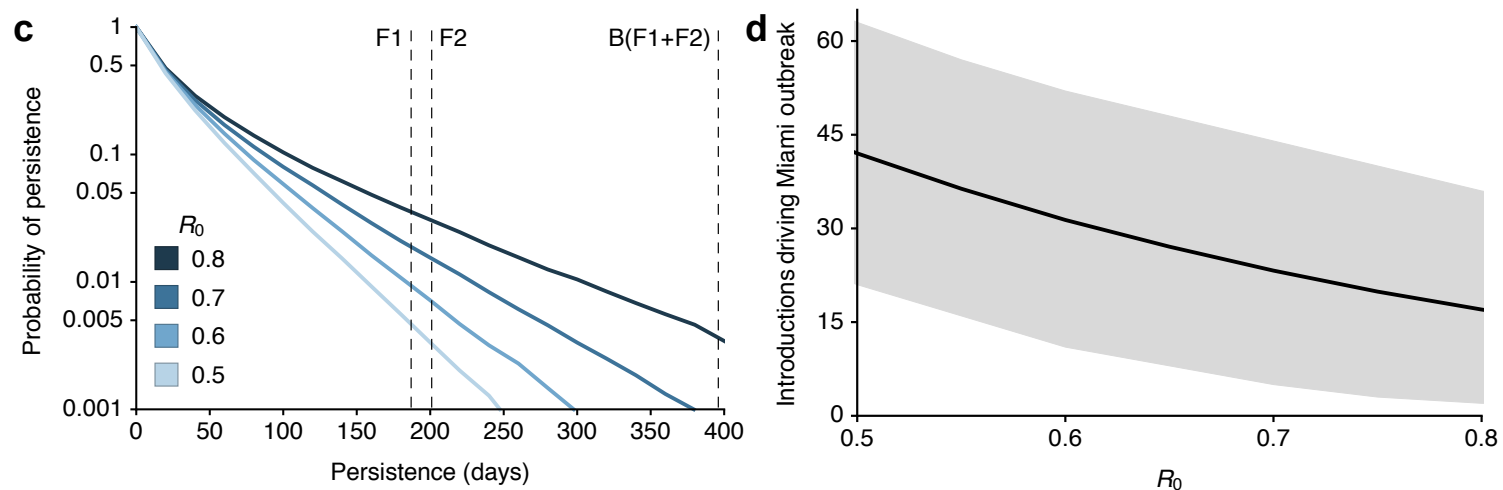 c
Probability of persistence
1
0.5
0.1
0.05
0.01
0.005
0.001
F1
F2
B(F1+F2)
R0
0.8
0.7
0.6
0.5
0 50 100 150 200 250 300 350 400
Persistence (days)
d
Introductions driving Miami outbreak
60
45
30
15
0
0.5 0.6 0.7 0.8
R0